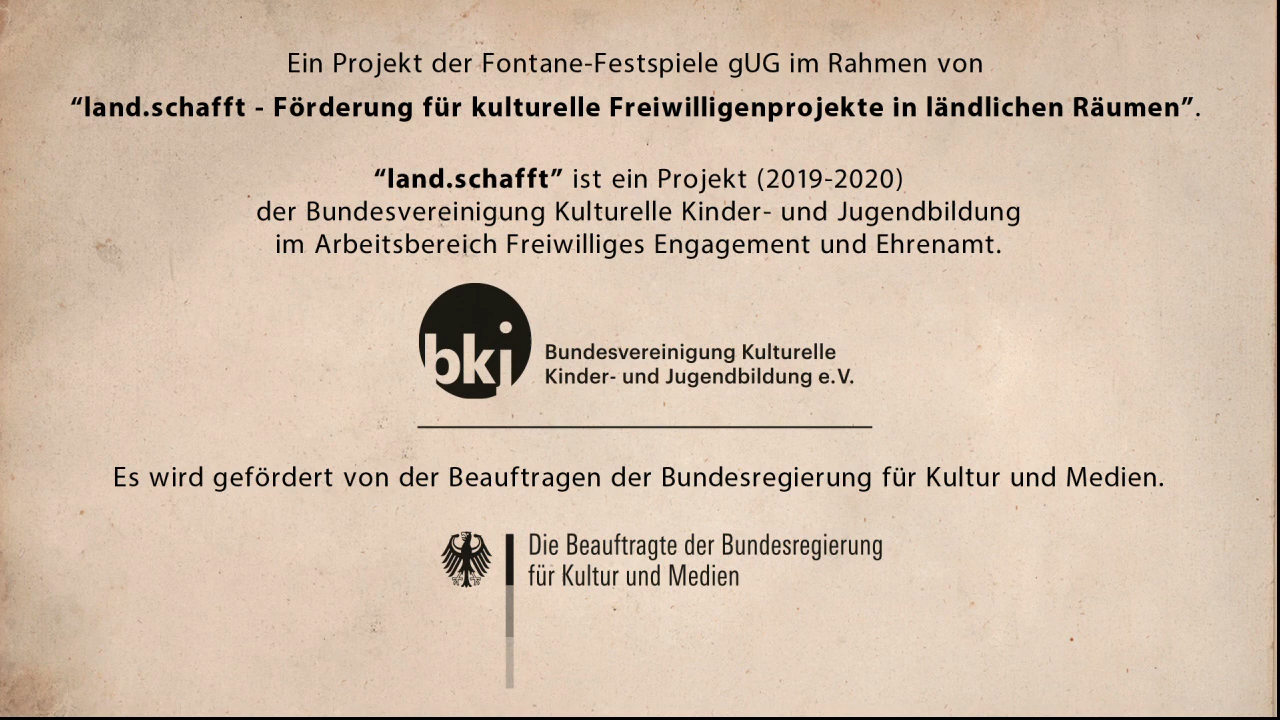 Ein Projekt der Fontane-Festspiele gUG im Rahmen von
“land.schafft - Förderung für kulturelle Freiwilligenprojekte in ländlichen Räumen”.
“land.schafft” ist ein Projekt (2019-2020)
der Bundesvereinigung Kulturelle Kinder- und Jugendbildung
im Arbeitsbereich Freiwilliges Engagement und Ehrenamt.
bkj
Bundesvereinigung Kulturelle
Kinder- und Jugendbildung e.V.
Es wird gefördert von der Beauftragen der Bundesregierung für Kultur und Medien.
Die Beauftragte der Bundesregierung
für Kultur und Medien